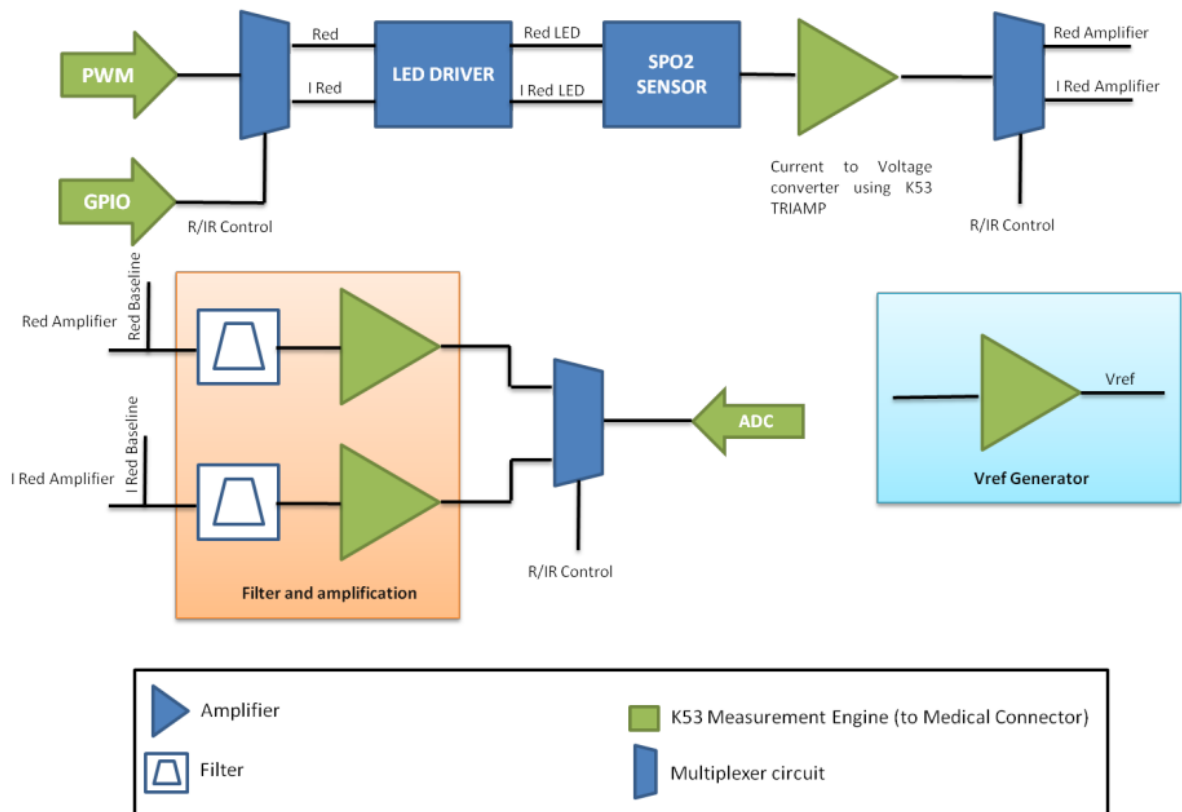 PWM
Red
I Red
LED DRIVER
Red LED
I Red LED
SPO2
SENSOR
Red Amplifier
I Red Amplifier
Current to Voltage
converter using K53
TRIAMP
GPIO
R/IR Control
R/IR Control
Red Baseline
Red Amplifier
I Red Baseline
I Red Amplifier
Filter and amplification
R/IR Control
ADC
Vref
Vref Generator
Amplifier
K53 Measurement Engine (to Medical Connector)
Filter
Multiplexer circuit